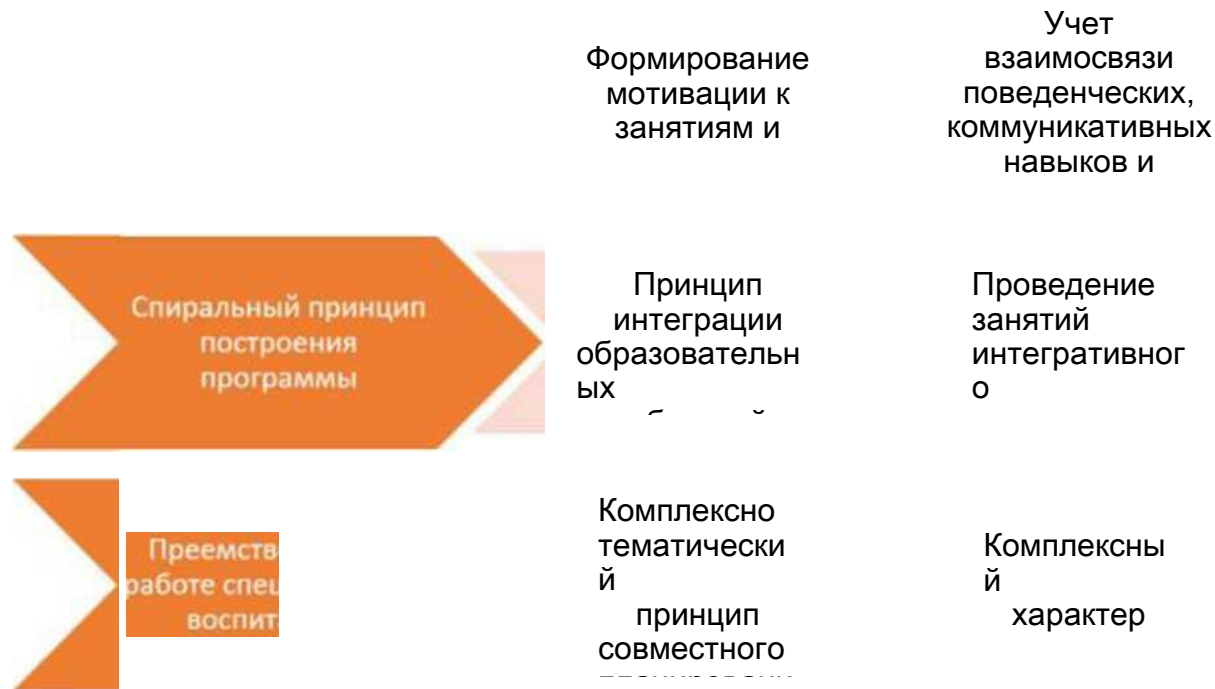 Формирование
мотивации к
занятиям и
Учет
взаимосвязи
поведенческих,
коммуникативных
навыков и
Спиральный принцип
построения
программы
Принцип
интеграции
образовательн
ых
Проведение
занятий
интегративног
о
Преемств
работе спец
воспит
Комплексно
тематически
й
принцип
совместного
Комплексны
й
характер